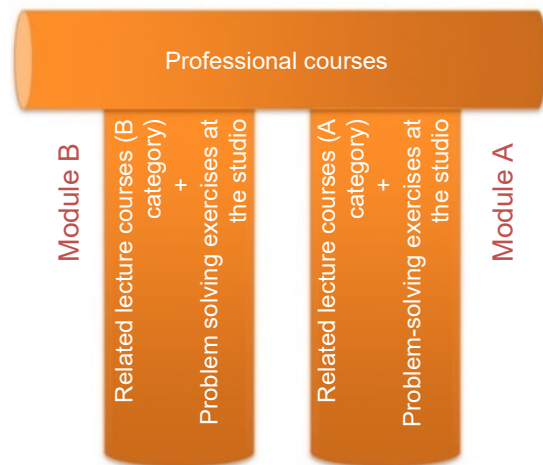 Professional courses
Module B
Related lecture courses (B
category)
+
Problem solving exercises at
the studio
Related lecture courses (A
category)
+
Problem-solving exercises at
the studio
Module A